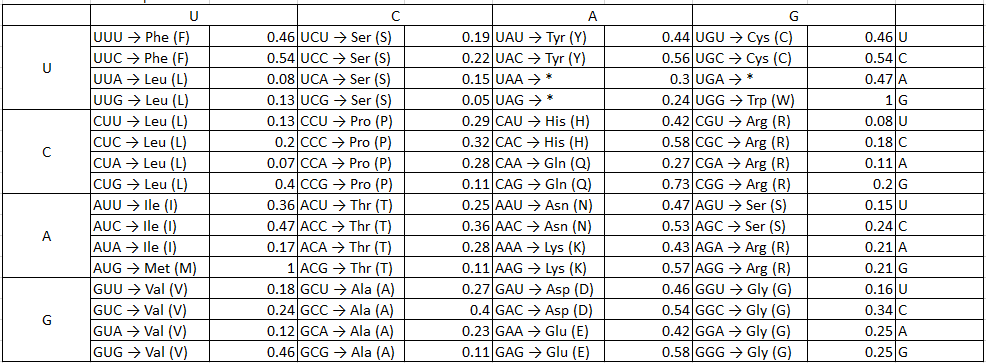 U C A G
UUU → Phe (F) 0.46 UCU → Ser (S) 0.19 UAU → Tyr (Y) 0.44 UGU → Cys (C) 0.46 U
U UUC → Phe (F) 0.54 UCC → Ser (S) 0.22 UAC → Tyr (Y) 0.56 UGC → Cys (C) 0.54 C
UUA → Leu (L) 0.08 UCA → Ser (S) 0.15 UAA → * 0.3 UGA → * 0.47 A
UUG → Leu (L) 0.13 UCG → Ser (S) 0.05 UAG → * 0.24 UGG → Trp (W) 1 G
CUU → Leu (L) 0.13 CCU → Pro (P) 0.29 CAU → His (H) 0.42 CGU → Arg (R) 0.08 U
C CUC → Leu (L) 0.2 CCC → Pro (P) 0.32 CAC → His (H) 0.58 CGC → Arg (R) 0.18 C
CUA → Leu (L) 0.07 CCA → Pro (P) 0.28 CAA → Gln (Q) 0.27 CGA → Arg (R) 0.11 A
CUG → Leu (L) 0.4 CCG → Pro (P) 0.11 CAG → Gln (Q) 0.73 CGG → Arg (R) 0.2 G
AUU → Ile (I) 0.36 ACU → Thr (T) 0.25 AAU → Asn (N) 0.47 AGU → Ser (S) 0.15 U
A AUC → Ile (I) 0.47 ACC → Thr (T) 0.36 AAC → Asn (N) 0.53 AGC → Ser (S) 0.24 C
AUA → Ile (I) 0.17 ACA → Thr (T) 0.28 AAA → Lys (K) 0.43 AGA → Arg (R) 0.21 A
AUG → Met (M) 1 ACG → Thr (T) 0.11 AAG → Lys (K) 0.57 AGG → Arg (R) 0.21 G
GUU → Val (V) 0.18 GCU → Ala (A) 0.27 GAU → Asp (D) 0.46 GGU → Gly (G) 0.16 U
G GUC → Val (V) 0.24 GCC → Ala (A) 0.4 GAC → Asp (D) 0.54 GGC → Gly (G) 0.34 C
GUA → Val (V) 0.12 GCA → Ala (A) 0.23 GAA → Glu (E) 0.42 GGA → Gly (G) 0.25 A
GUG → Val (V) 0.46 GCG → Ala (A) 0.11 GAG → Glu (E) 0.58 GGG → Gly (G) 0.25 G